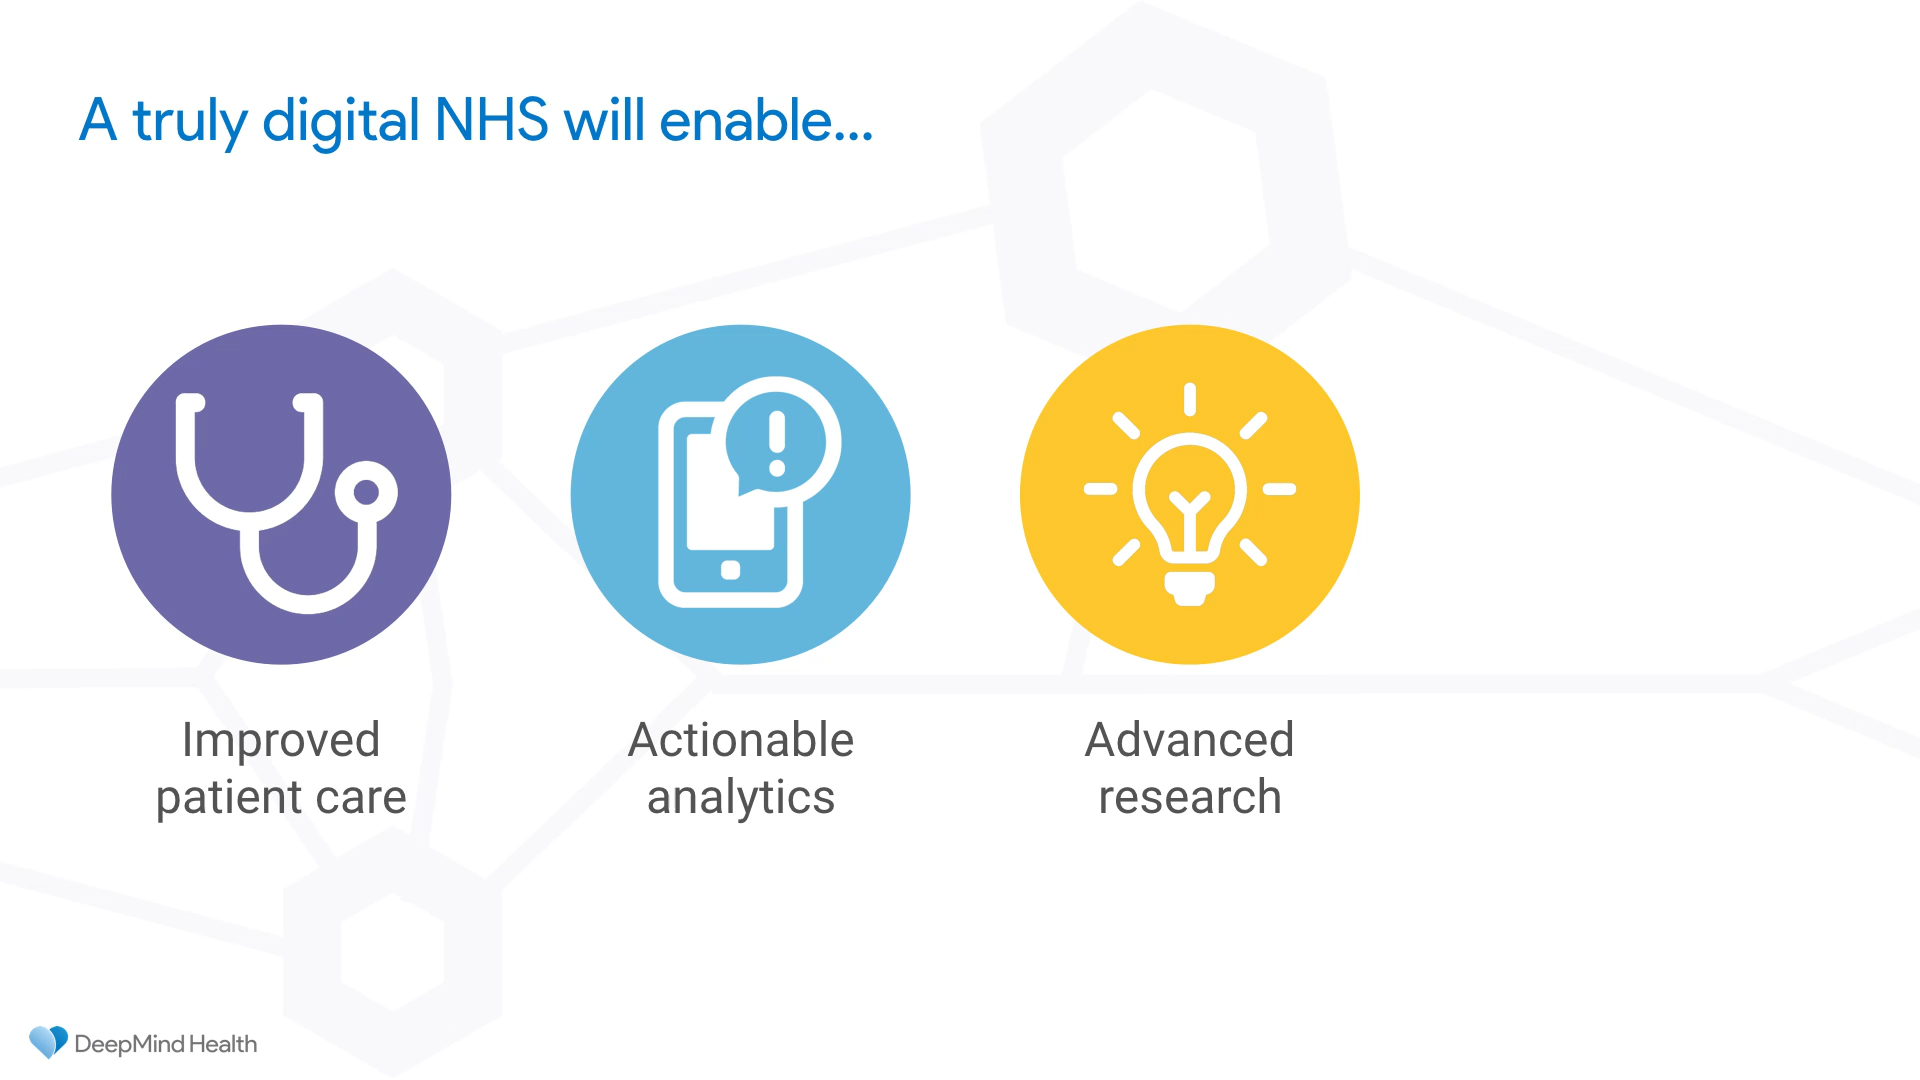 A truly digital NHS will enable...
Improved
patient care
Actionable
analytics
Advanced
research
DeepMind Health